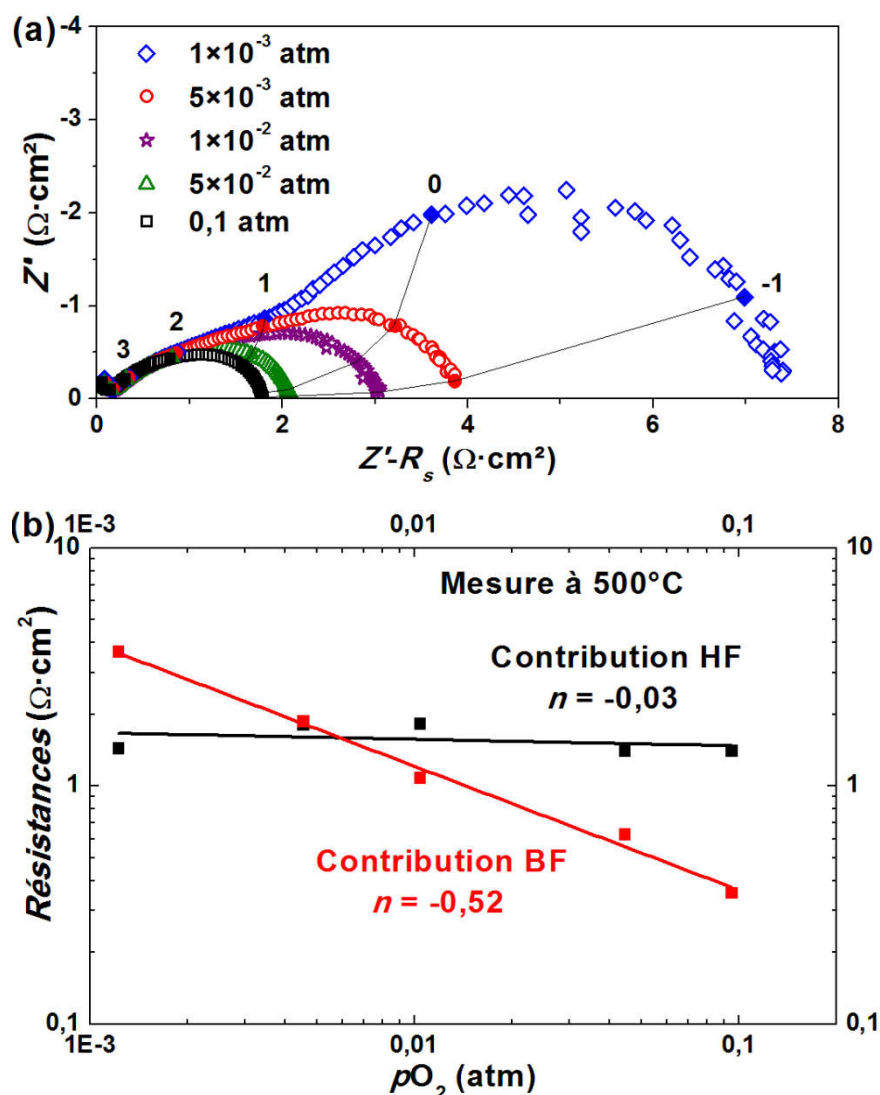 (a)
-4
-3
-2
-1
0
Z' (Ω·cm²)
1×10⁻³ atm
5×10⁻³ atm
1×10⁻² atm
5×10⁻² atm
0,1 atm
0
-1
1
2
3
0 2 4 6 8
Z'-Rₛ (Ω·cm²)
(b)
1E-3 0,01 0,1
10 10
1 1
0,1 0,1
Résistances (Ω·cm²)
Mesure à 500°C
Contribution HF
n = -0,03
Contribution BF
n = -0,52
1E-3 0,01 0,1
pO₂ (atm)